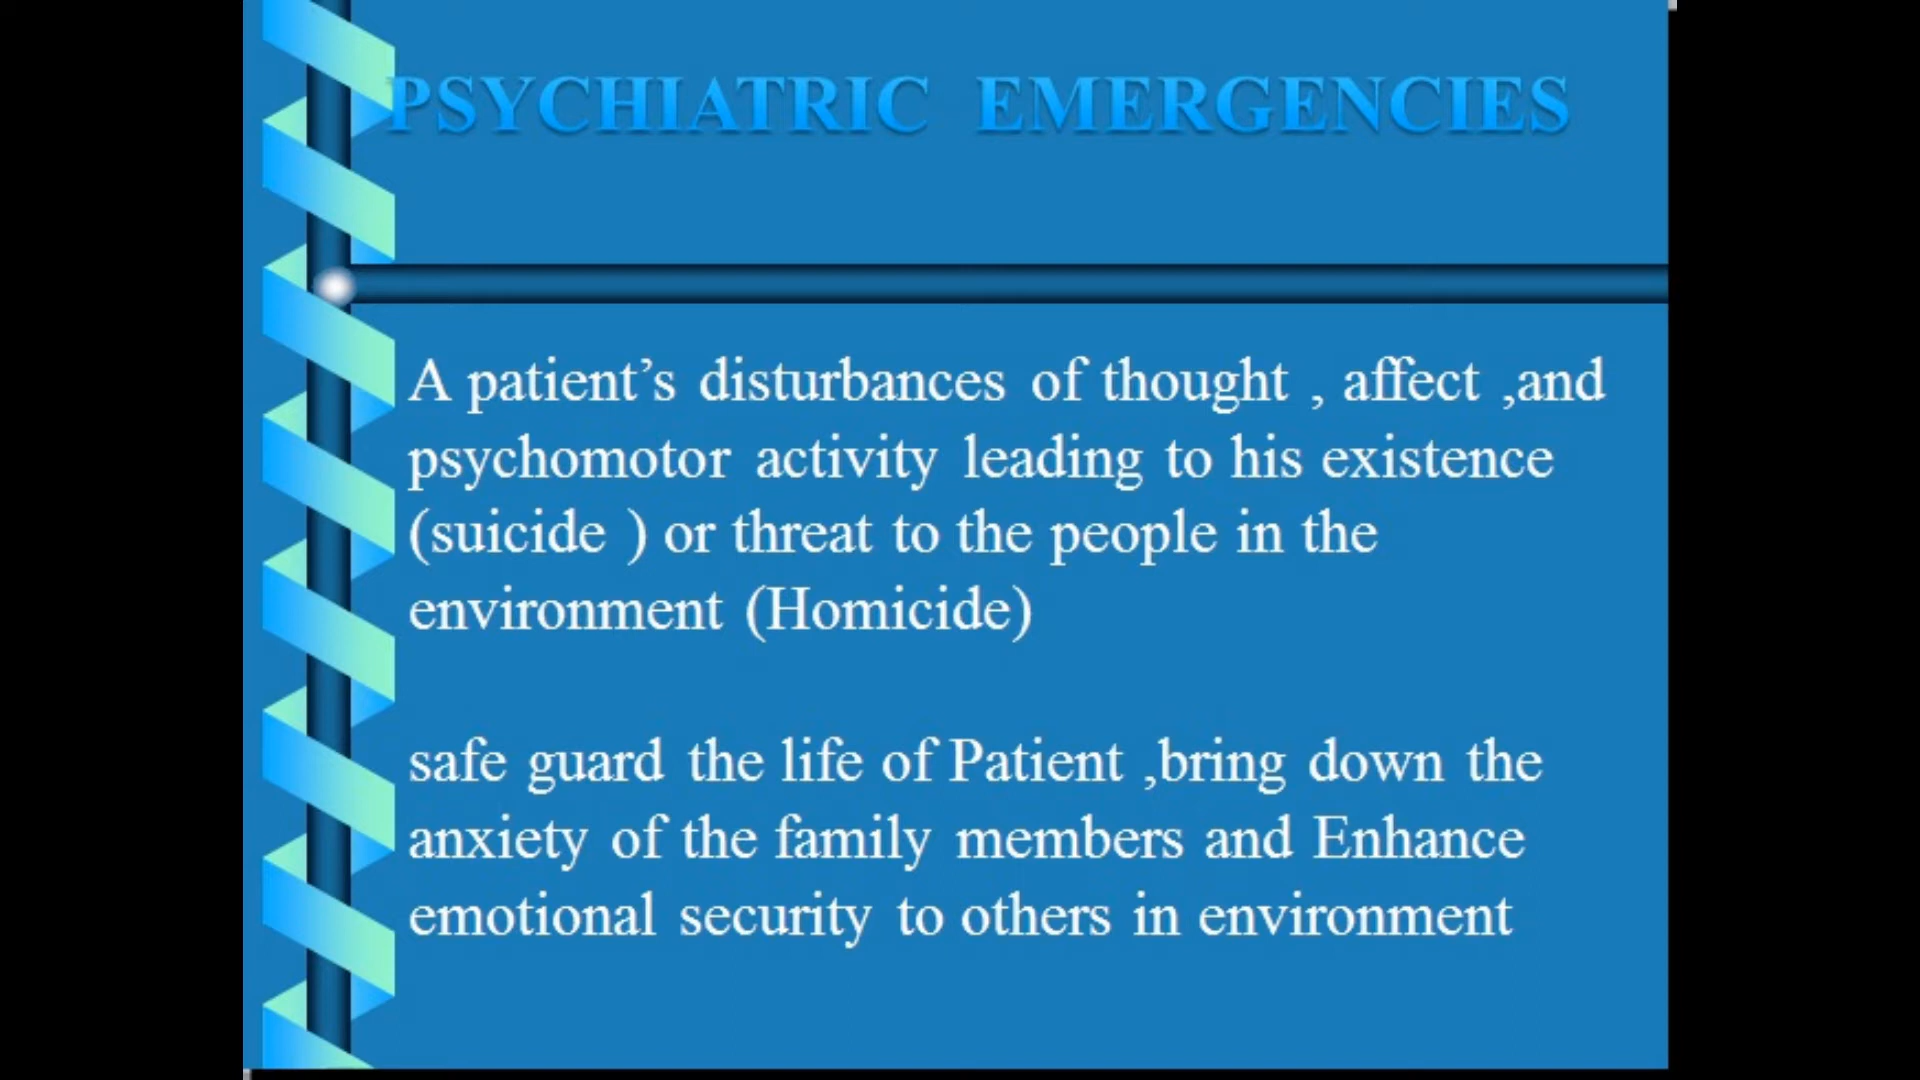 PSYCHIATRIC EMERGENCIES
A patient’s disturbances of thought , affect ,and
psychomotor activity leading to his existence
(suicide ) or threat to the people in the
environment (Homicide)
safe guard the life of Patient ,bring down the
anxiety of the family members and Enhance
emotional security to others in environment